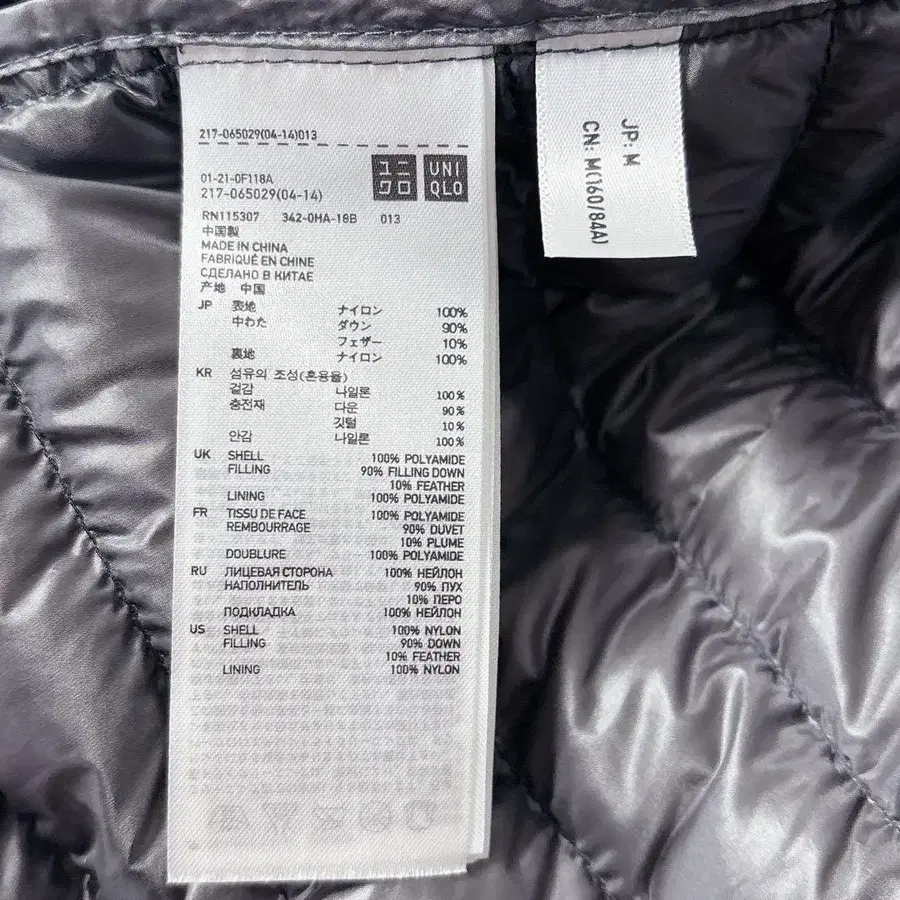 217-065029(04-14)013
01-21-0F118A
217-065029(04-14)
ユニ
クロ
UNI
QLO
RN115307 342-0HA-18B 013
中国製
MADE IN CHINA
FABRIQUÉ EN CHINE
СДЕЛАНО В КИТАЕ
产地 中国
JP 表地 ナイロン 100%
中わた ダウン 90%
フェザー 10%
裏地 ナイロン 100%
KR 섬유의 조성(혼용율)
겉감 나일론 100%
충전재 다운 90%
깃털 10%
안감 나일론 100%
UK SHELL 100% POLYAMIDE
FILLING 90% FILLING DOWN
10% FEATHER
LINING 100% POLYAMIDE
FR TISSU DE FACE 100% POLYAMIDE
REMBOURRAGE 90% DUVET
10% PLUME
DOUBLURE 100% POLYAMIDE
RU ЛИЦЕВАЯ СТОРОНА 100% НЕЙЛОН
НАПОЛНИТЕЛЬ 90% ПУХ
10% ПЕРО
ПОДКЛАДКА 100% НЕЙЛОН
US SHELL 100% NYLON
FILLING 90% DOWN
10% FEATHER
LINING 100% NYLON
JP: M
CN: M(160/84A)